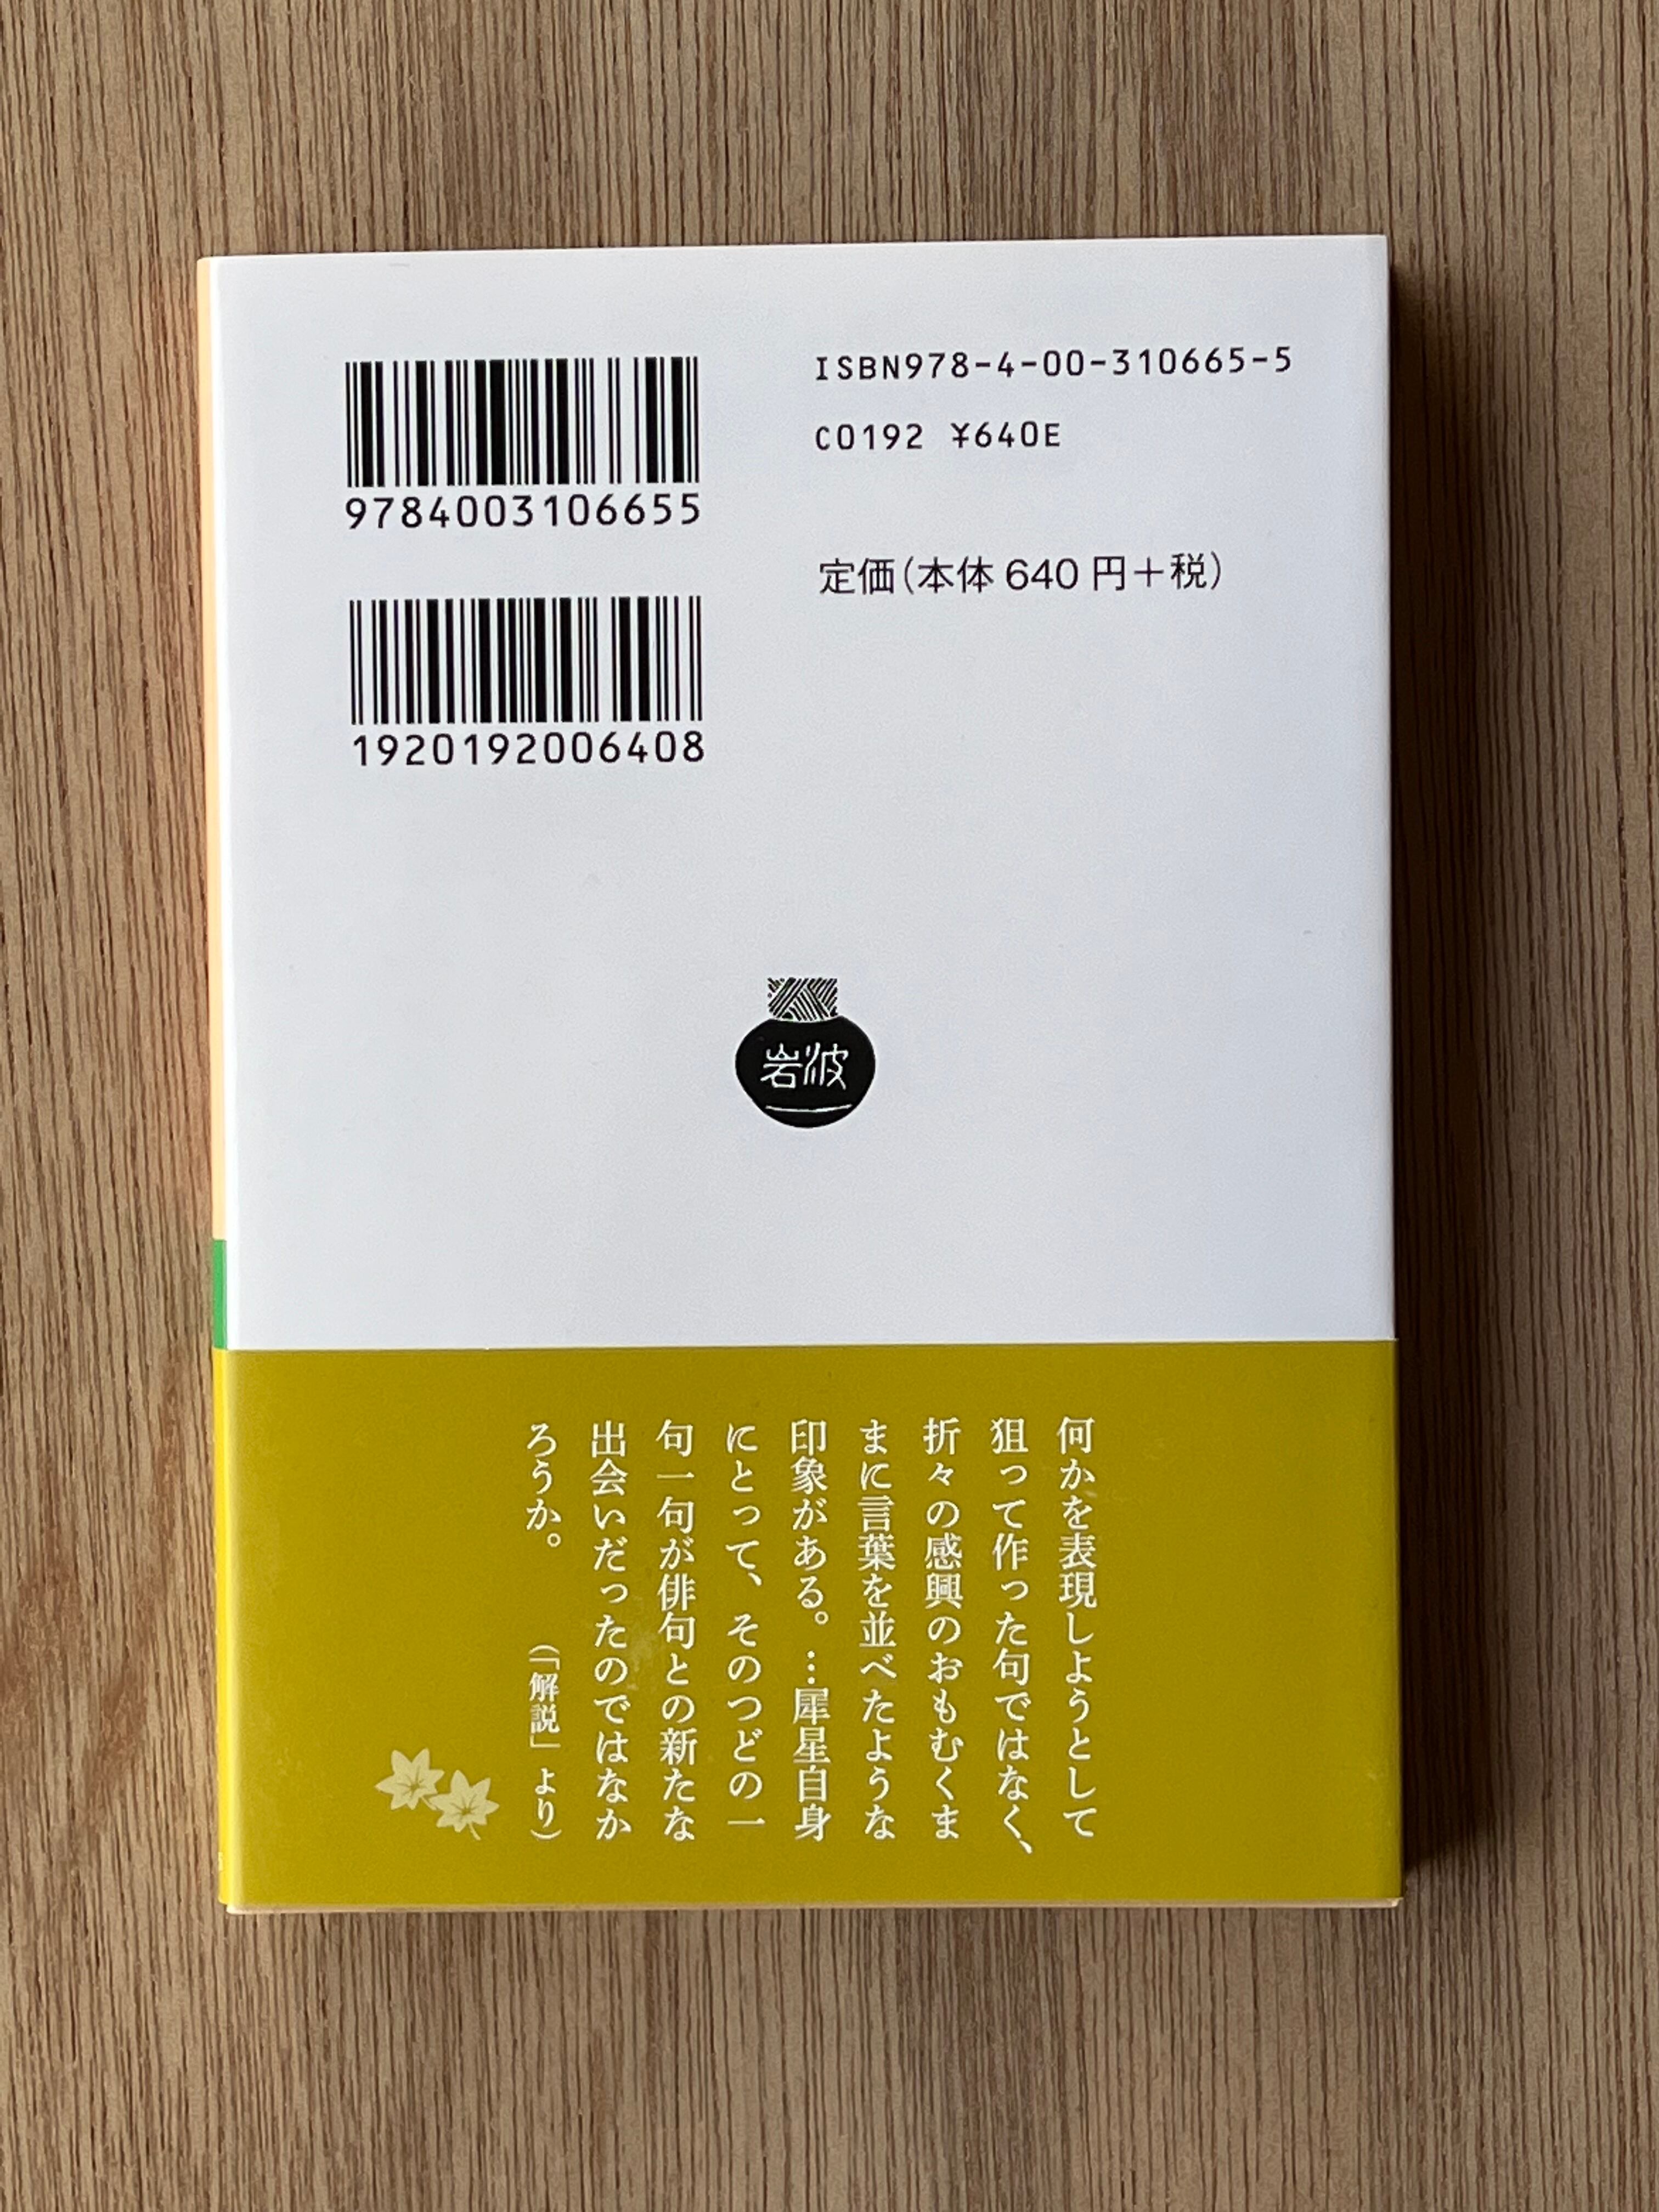 9784003106655
1920192006408
ISBN978-4-00-310665-5
C0192 ¥640E
定価(本体 640 円+税)
岩波
何かを表現しようとして
狙って作った句ではなく、
折々の感興のおもむくま
まに言葉を並べたような
印象がある。…犀星自身
にとって、そのつどの一
句一句が俳句との新たな
出会いだったのではなか
ろうか。 (「解説」より)